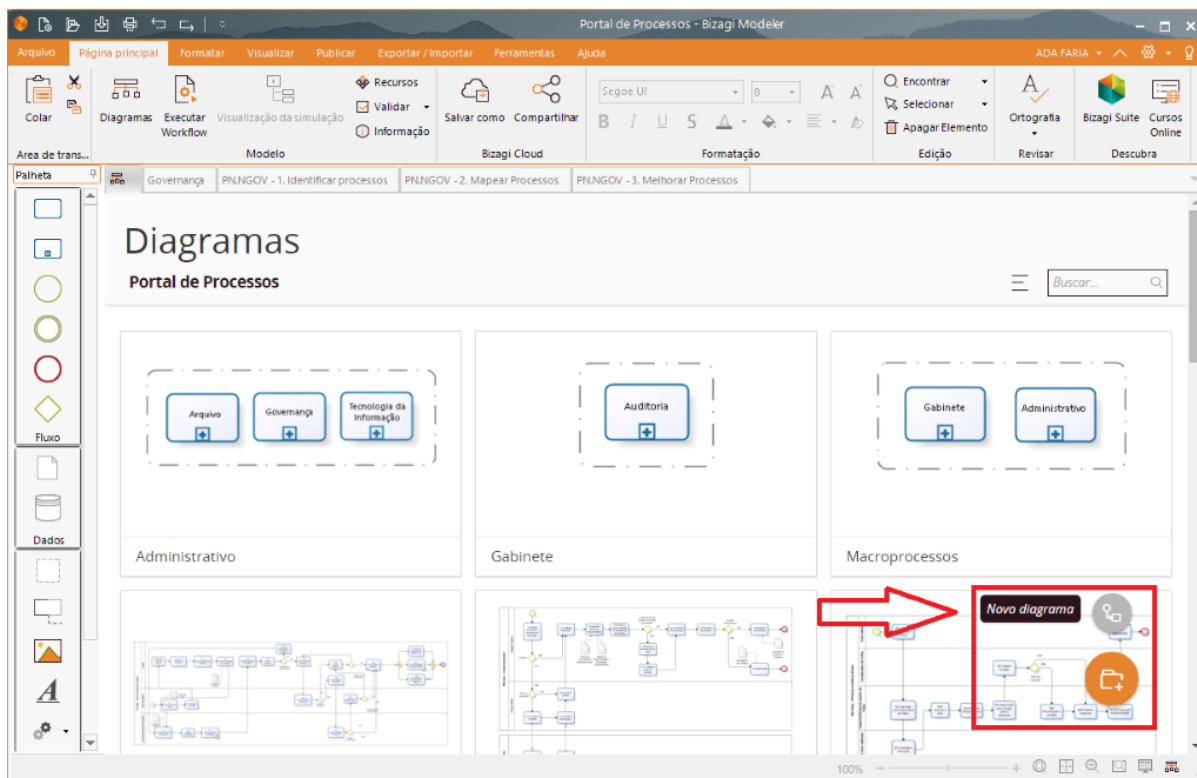 Portal de Processos - Bizagi Modeler
Arquivo Página principal Formatar Visualizar Publicar Exportar / Importar Ferramentas Ajuda ADA FARIA
Colar
Area de trans...
Diagramas
Executar Workflow
Visualização da simulação
Recursos
Validar
Informação
Modelo
Salvar como
Compartilhar
Bizagi Cloud
Segoe UI 8 A A
B I U S A
Formatação
Encontrar
Selecionar
Apagar Elemento
Edição
Ortografia
Revisar
Bizagi Suite
Cursos Online
Descubra
Palheta
Governança PN.NGOV - 1. Identificar processos PN.NGOV - 2. Mapear Processos PN.NGOV - 3. Melhorar Processos
Fluxo
Dados
A
Diagramas
Portal de Processos
Buscar...
Arquivo
Governança
Tecnologia da
Informação
Administrativo
Auditoria
Gabinete
Gabinete
Administrativo
Macroprocessos
Novo diagrama
100%